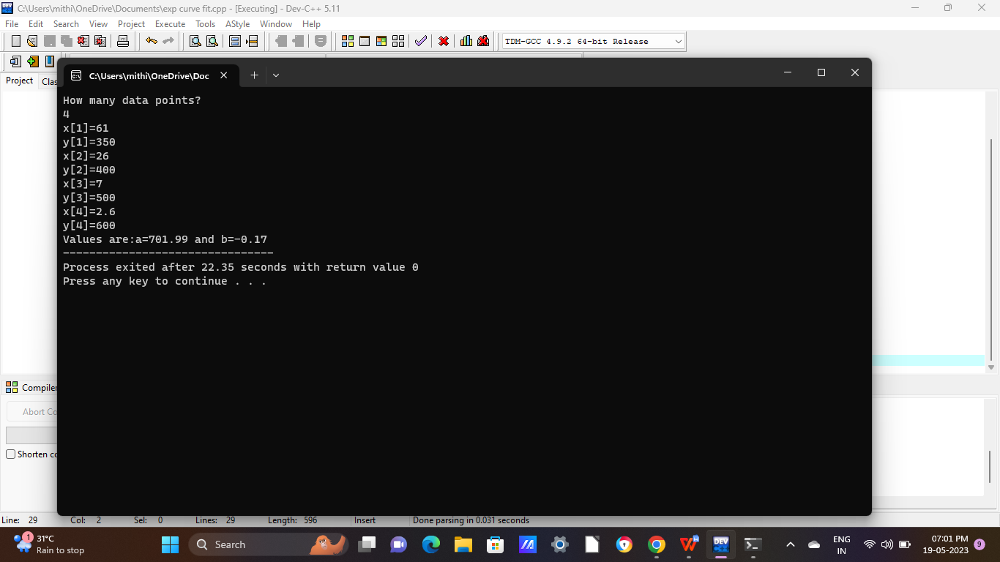 C:\Users\mithi\OneDrive\Documents\exp curve fit.cpp - [Executing] - Dev-C++ 5.11
File Edit Search View Project Execute Tools AStyle Window Help
TDM-GCC 4.9.2 64-bit Release
Project Clas
C:\Users\mithi\OneDrive\Doc
How many data points?
4
x[1]=61
y[1]=350
x[2]=26
y[2]=400
x[3]=7
y[3]=500
x[4]=2.6
y[4]=600
Values are:a=701.99 and b=-0.17
--------------------------------
Process exited after 22.35 seconds with return value 0
Press any key to continue . . .
Compiler
Abort Co
Shorten co
Line: 29 Col: 2 Sel: 0 Lines: 29 Length: 596 Insert Done parsing in 0.031 seconds
1
31°C
Rain to stop
Search
DEV
ENG
IN
07:01 PM
19-05-2023
9